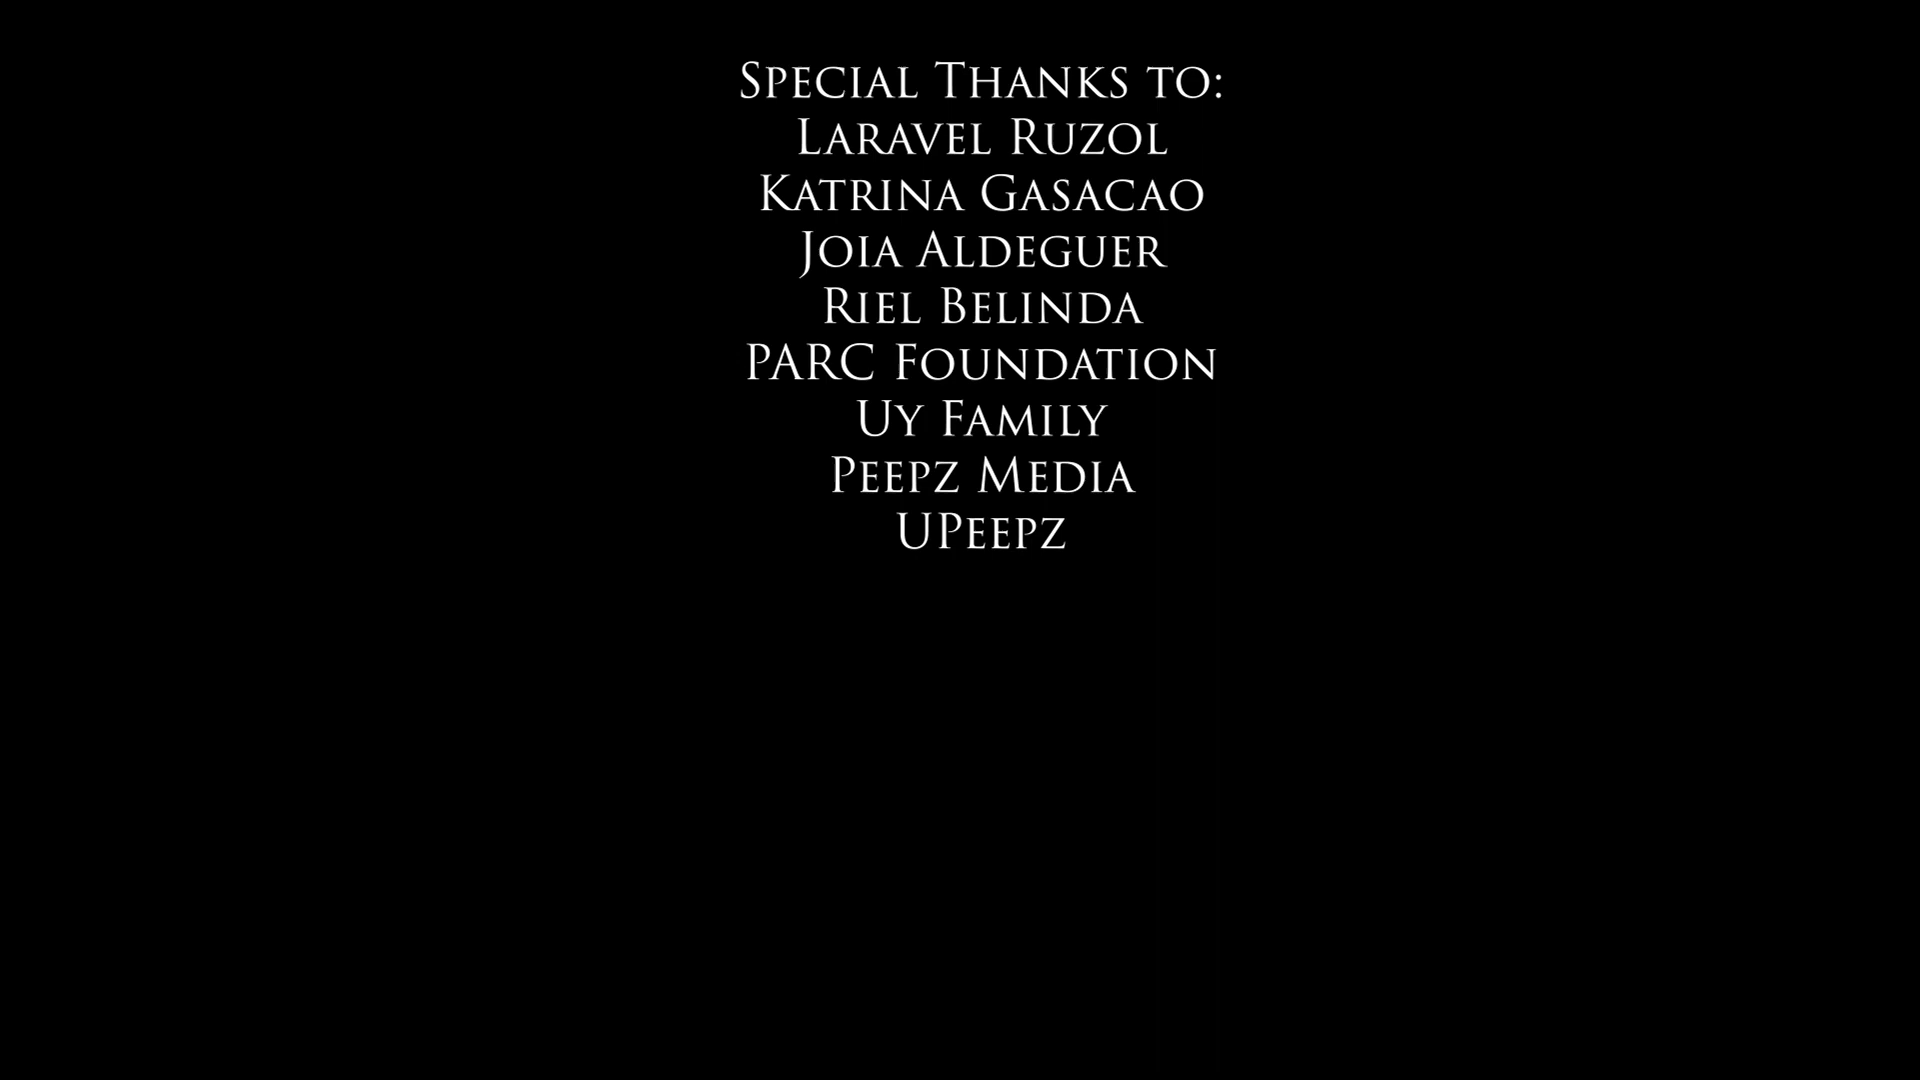 Special Thanks to:
Laravel Ruzol
Katrina Gasacao
Joia Aldeguer
Riel Belinda
PARC Foundation
Uy Family
Peepz Media
UPeepz